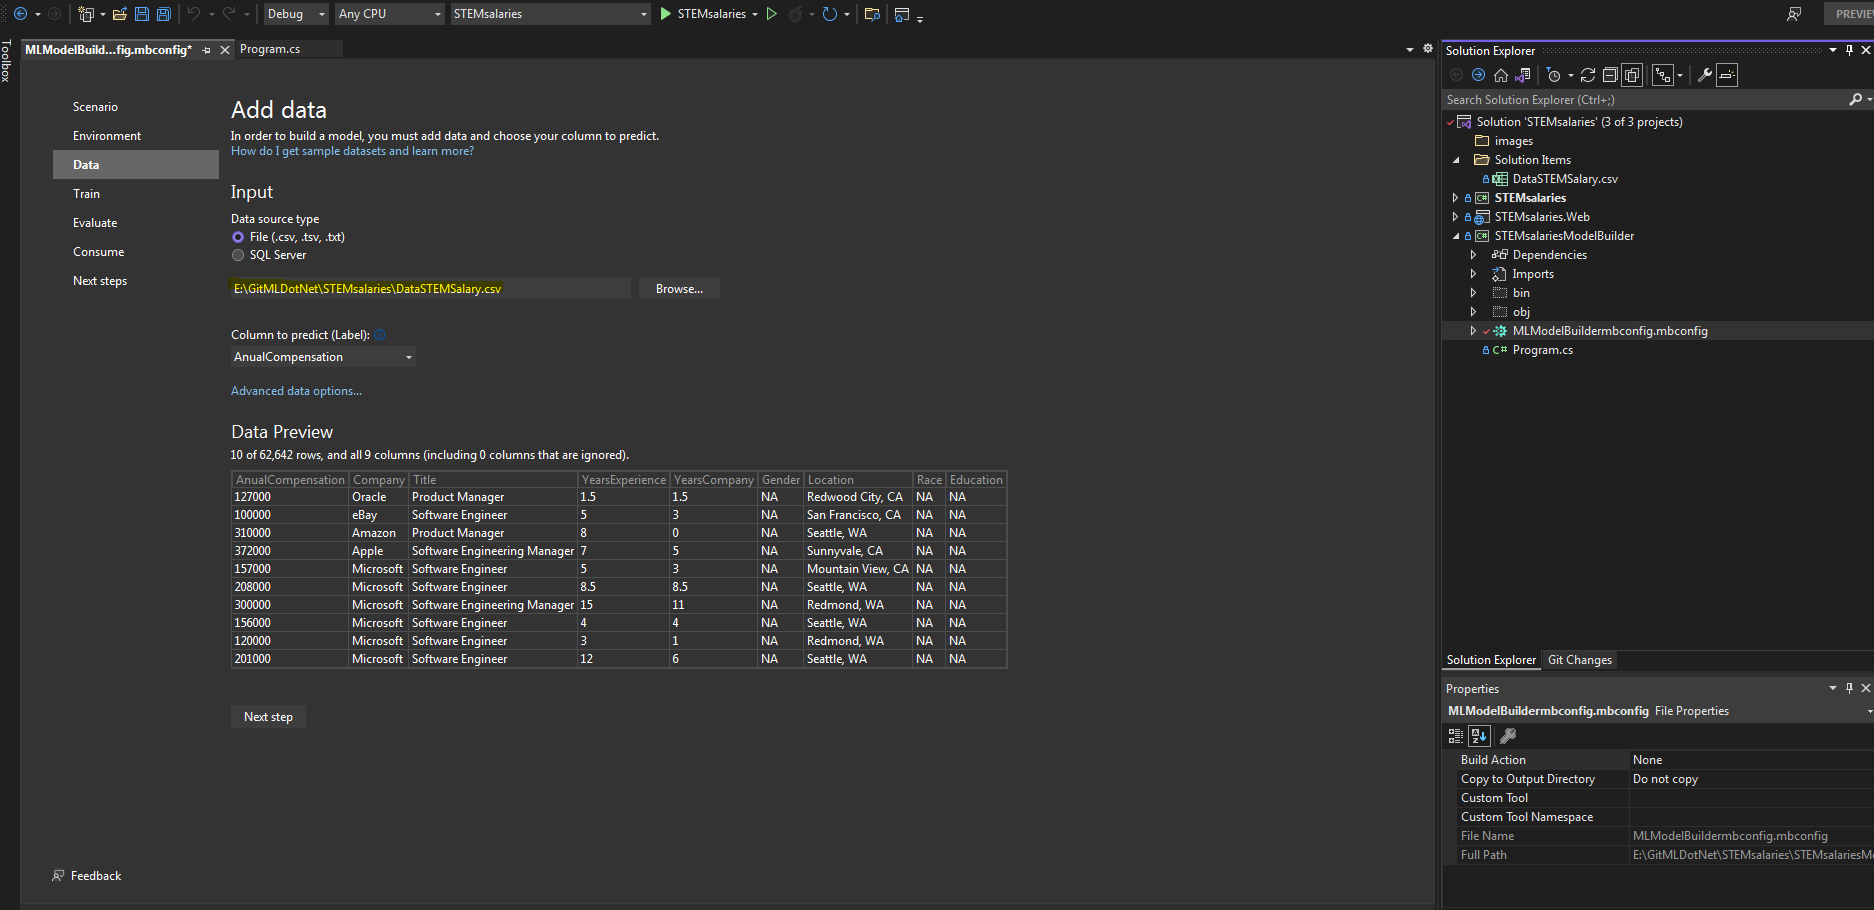 Debug Any CPU STEMsalaries STEMsalaries PREVIE
Toolbox
MLModelBuild...fig.mbconfig* Program.cs
Scenario
Environment
Data
Train
Evaluate
Consume
Next steps
Add data
In order to build a model, you must add data and choose your column to predict.
How do I get sample datasets and learn more?
Input
Data source type
File (.csv, .tsv, .txt)
SQL Server
E:\GitMLDotNet\STEMsalaries\DataSTEMSalary.csv Browse...
Column to predict (Label):
AnualCompensation
Advanced data options...
Data Preview
10 of 62,642 rows, and all 9 columns (including 0 columns that are ignored).
AnualCompensation Company Title YearsExperience YearsCompany Gender Location Race Education
127000 Oracle Product Manager 1.5 1.5 NA Redwood City, CA NA NA
100000 eBay Software Engineer 5 3 NA San Francisco, CA NA NA
310000 Amazon Product Manager 8 0 NA Seattle, WA NA NA
372000 Apple Software Engineering Manager 7 5 NA Sunnyvale, CA NA NA
157000 Microsoft Software Engineer 5 3 NA Mountain View, CA NA NA
208000 Microsoft Software Engineer 8.5 8.5 NA Seattle, WA NA NA
300000 Microsoft Software Engineering Manager 15 11 NA Redmond, WA NA NA
156000 Microsoft Software Engineer 4 4 NA Seattle, WA NA NA
120000 Microsoft Software Engineer 3 1 NA Redmond, WA NA NA
201000 Microsoft Software Engineer 12 6 NA Seattle, WA NA NA
Next step
Feedback
Solution Explorer
Search Solution Explorer (Ctrl+;)
Solution 'STEMsalaries' (3 of 3 projects)
images
Solution Items
DataSTEMSalary.csv
C# STEMsalaries
STEMsalaries.Web
C# STEMsalariesModelBuilder
Dependencies
Imports
bin
obj
MLModelBuildermbconfig.mbconfig
C# Program.cs
Solution Explorer Git Changes
Properties
MLModelBuildermbconfig.mbconfig File Properties
Build Action None
Copy to Output Directory Do not copy
Custom Tool
Custom Tool Namespace
File Name MLModelBuildermbconfig.mbconfig
Full Path E:\GitMLDotNet\STEMsalaries\STEMsalariesM